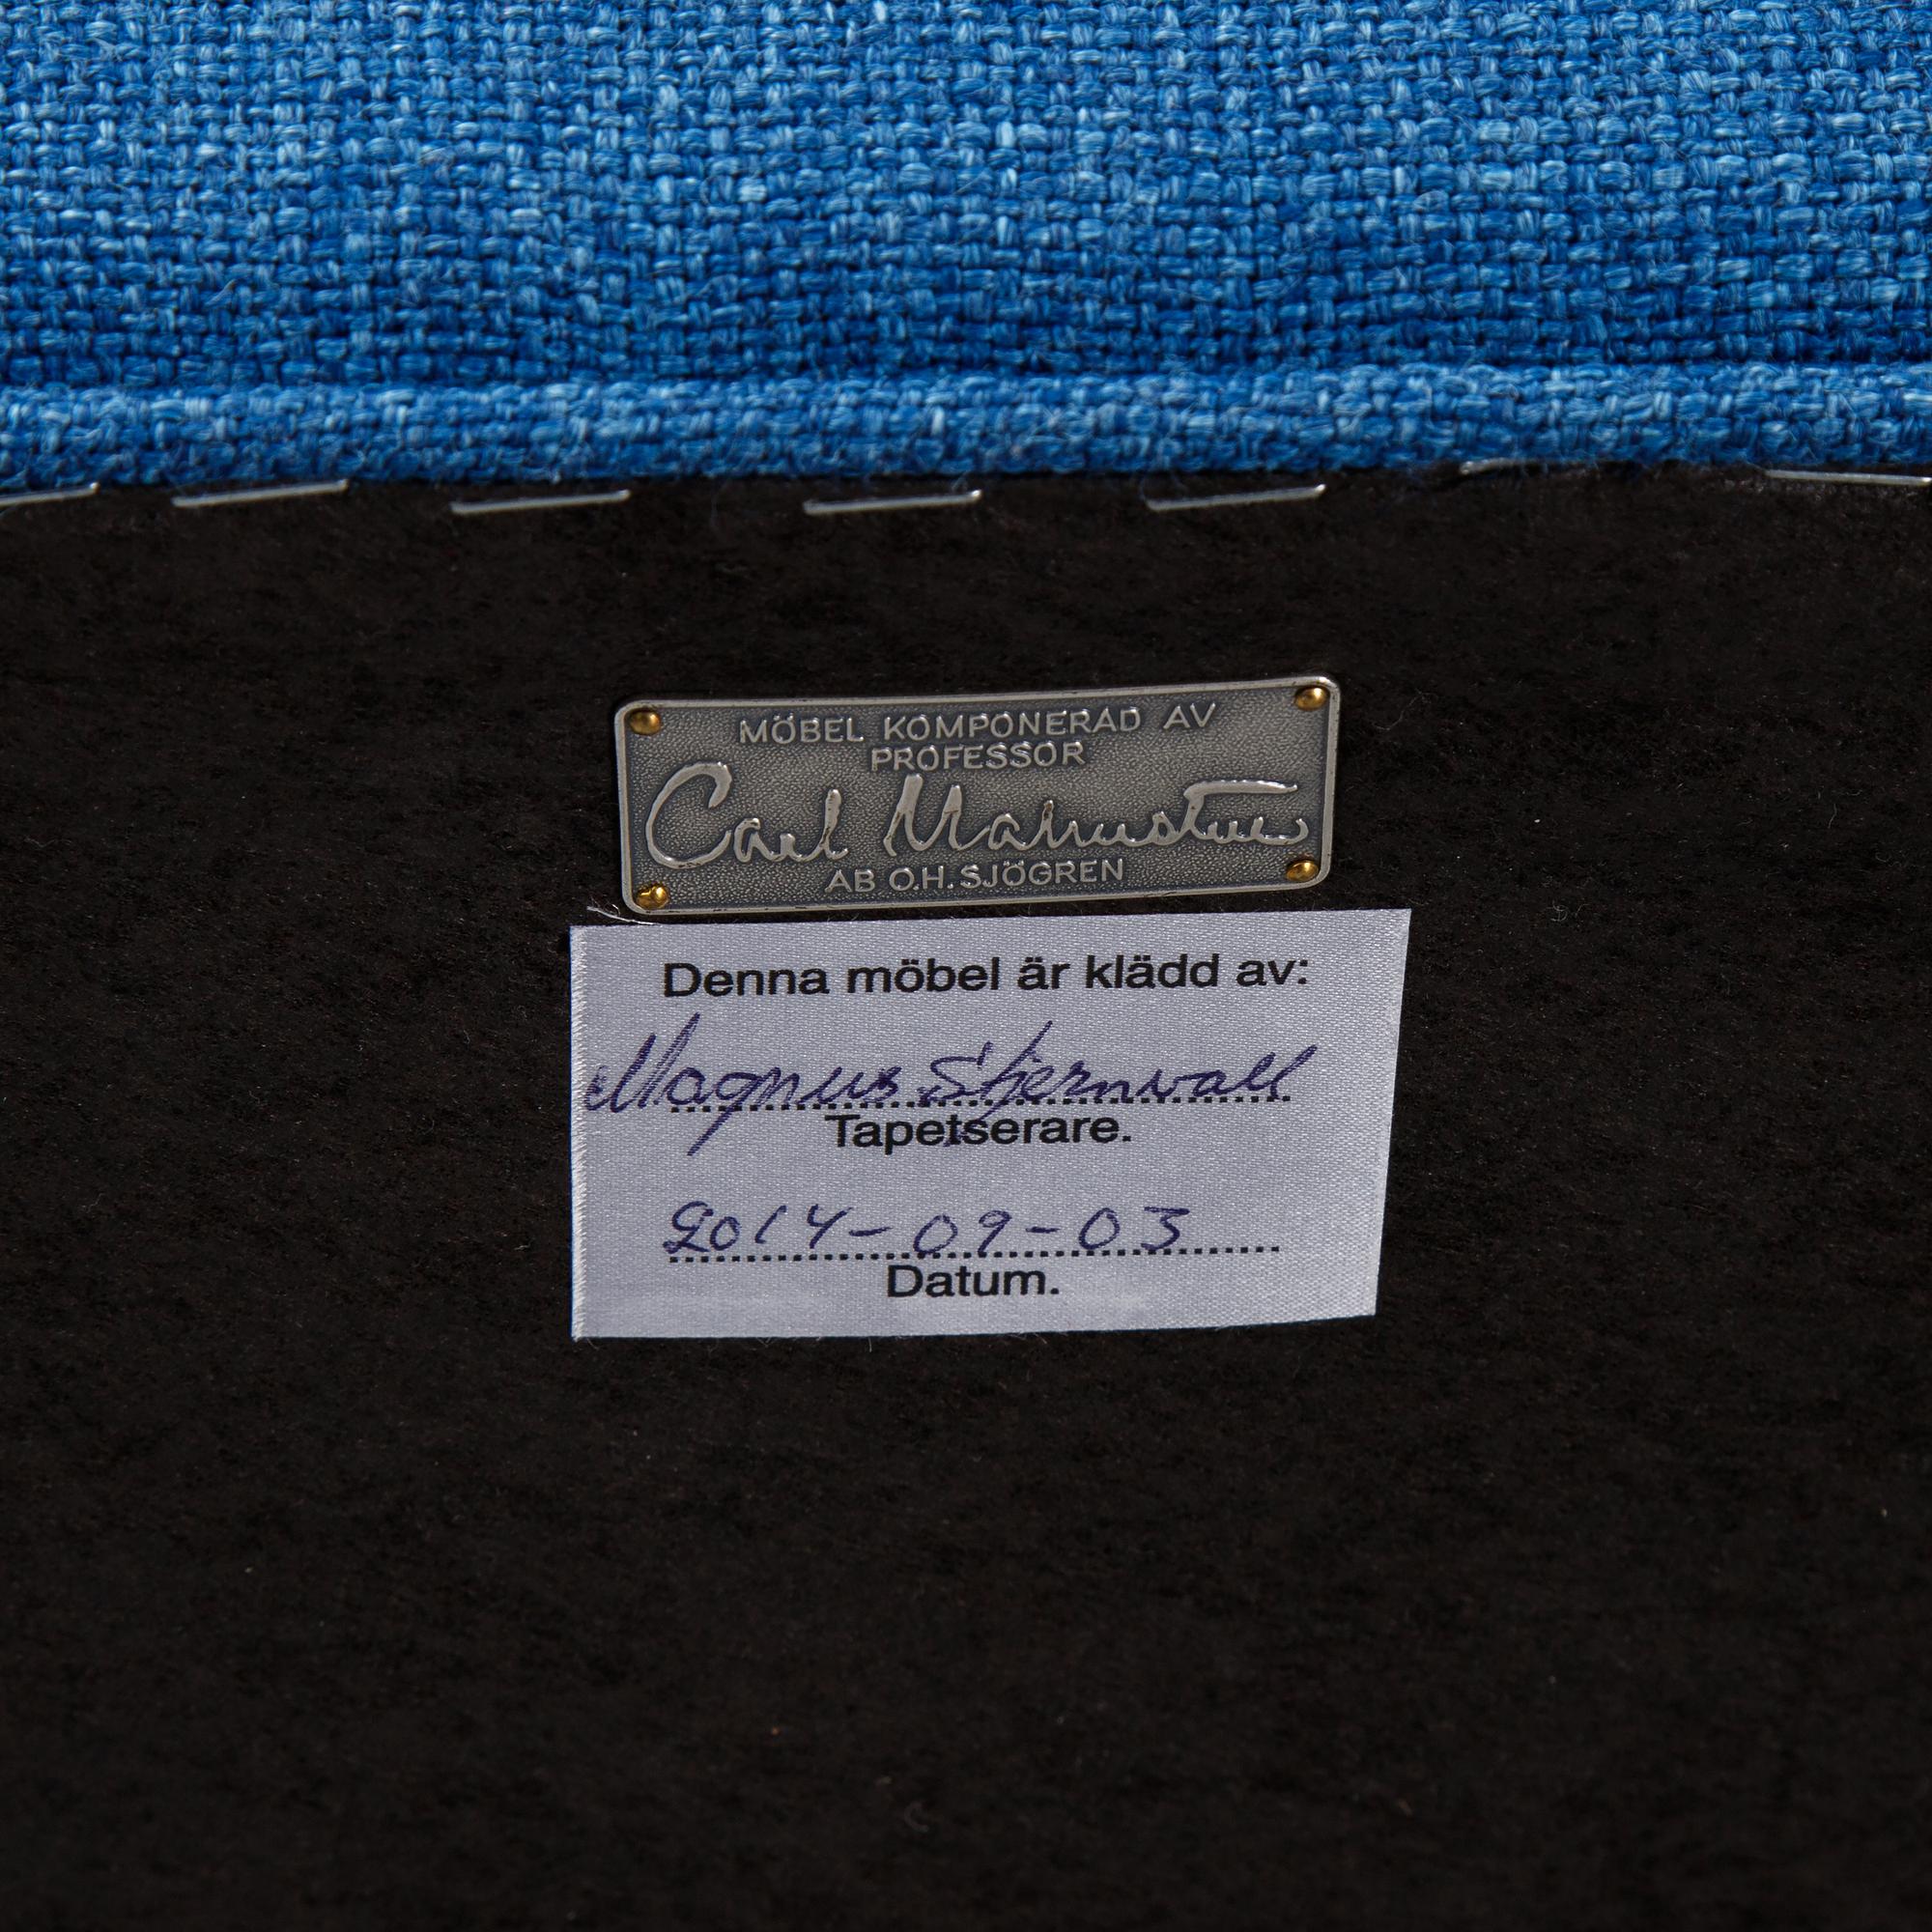 MÖBEL KOMPONERAD AV
PROFESSOR
Carl Malmsten
AB O.H. SJÖGREN
Denna möbel är klädd av:
Magnus Stjernvall
Tapetserare.
2014-09-03
Datum.